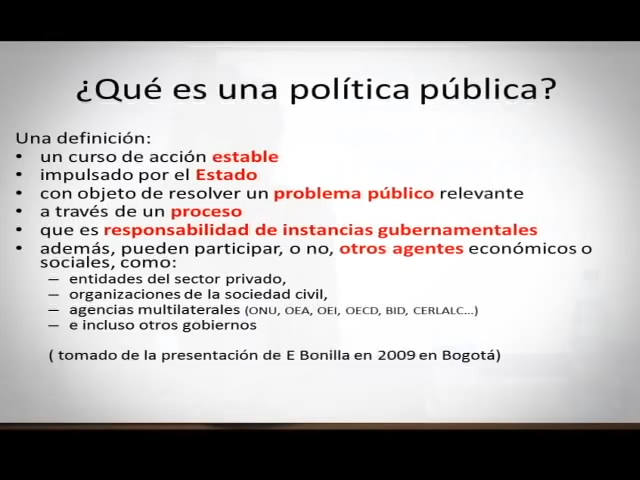 ¿Qué es una política pública?
Una definición:
• un curso de acción estable
• impulsado por el Estado
• con objeto de resolver un problema público relevante
• a través de un proceso
• que es responsabilidad de instancias gubernamentales
• además, pueden participar, o no, otros agentes económicos o
sociales, como:
– entidades del sector privado,
– organizaciones de la sociedad civil,
– agencias multilaterales (ONU, OEA, OEI, OECD, BID, CERLALC...)
– e incluso otros gobiernos
( tomado de la presentación de E Bonilla en 2009 en Bogotá)